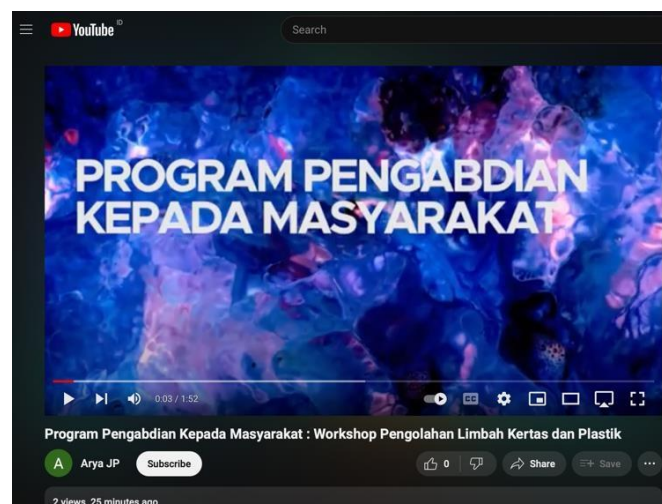 YouTube ID
Search
PROGRAM PENGABDIAN
KEPADA MASYARAKAT
0:03 / 1:52
CC
Program Pengabdian Kepada Masyarakat : Workshop Pengolahan Limbah Kertas dan Plastik
A Arya JP Subscribe 0 Share Save
2 views 25 minutes ago